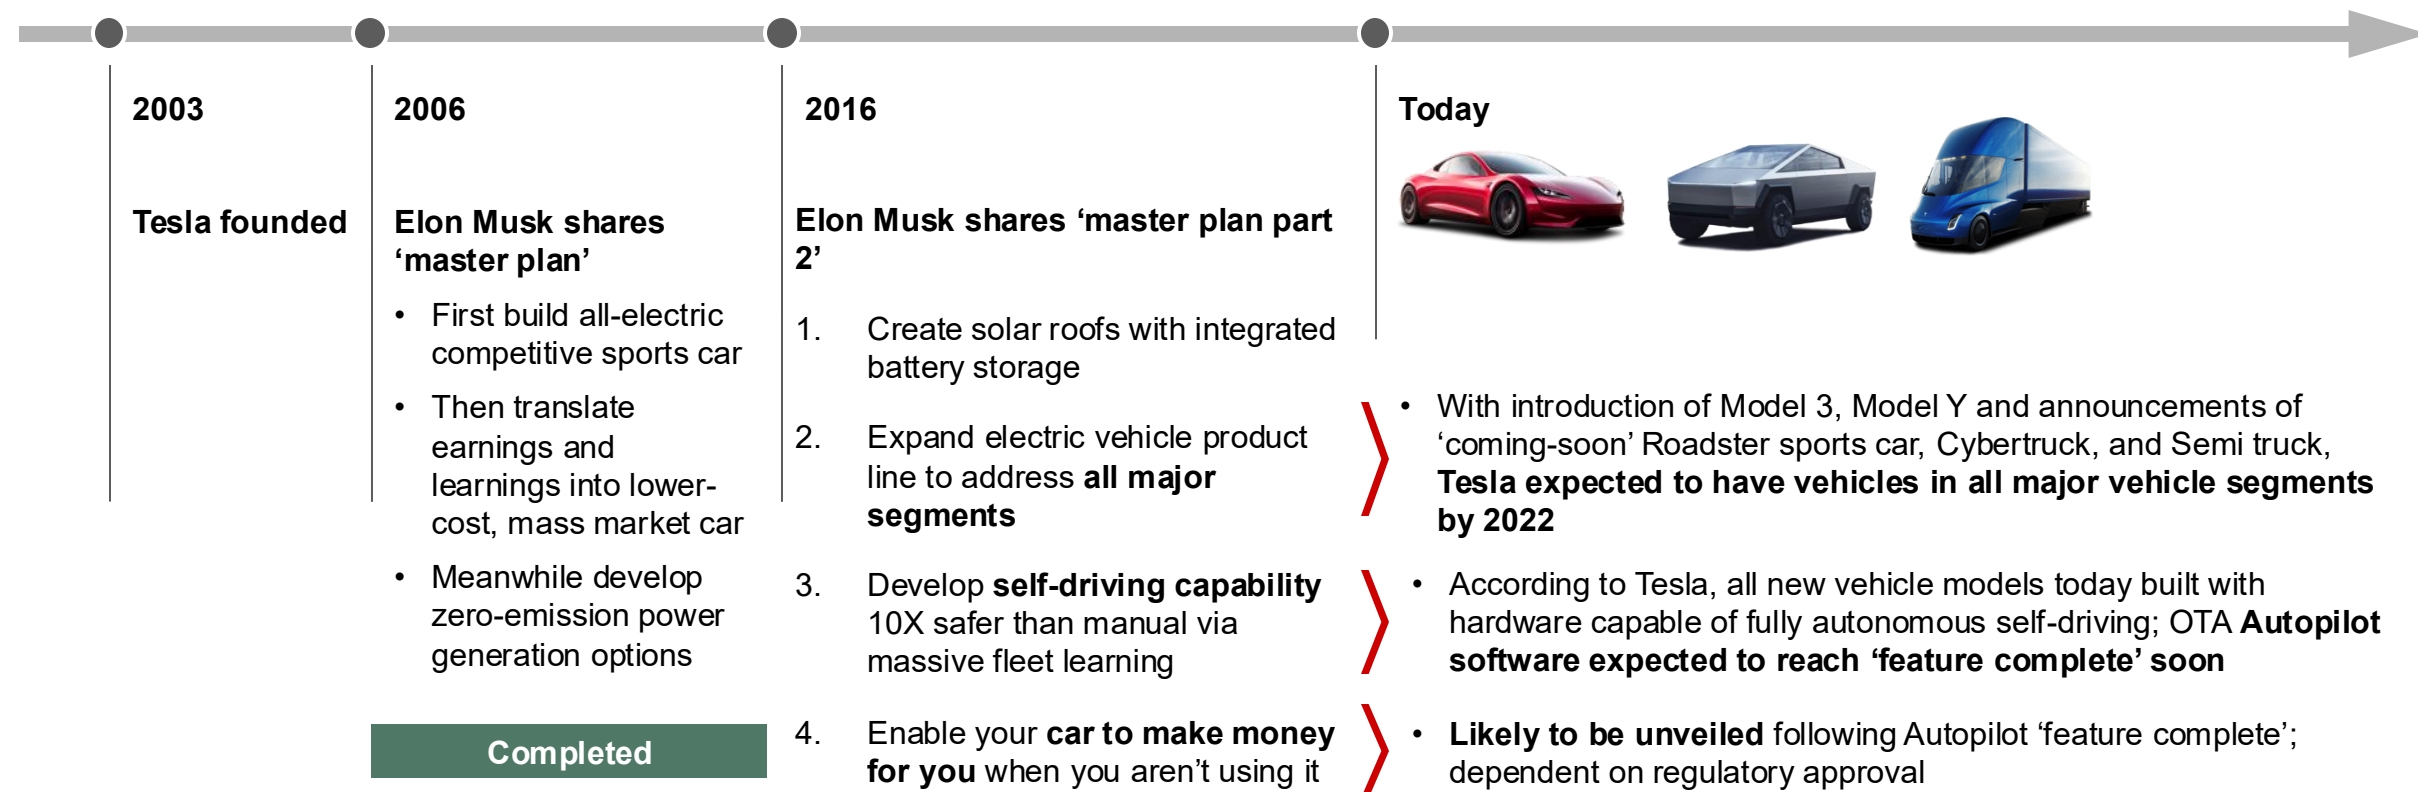 2003
Tesla founded
2006
Elon Musk shares
‘master plan’
• First build all-electric
competitive sports car
• Then translate
earnings and
learnings into lower-
cost, mass market car
• Meanwhile develop
zero-emission power
generation options
Completed
2016
Elon Musk shares ‘master plan part
2’
1. Create solar roofs with integrated
battery storage
2. Expand electric vehicle product
line to address all major
segments
3. Develop self-driving capability
10X safer than manual via
massive fleet learning
4. Enable your car to make money
for you when you aren’t using it
Today
• With introduction of Model 3, Model Y and announcements of
‘coming-soon’ Roadster sports car, Cybertruck, and Semi truck,
Tesla expected to have vehicles in all major vehicle segments
by 2022
• According to Tesla, all new vehicle models today built with
hardware capable of fully autonomous self-driving; OTA Autopilot
software expected to reach ‘feature complete’ soon
• Likely to be unveiled following Autopilot ‘feature complete’;
dependent on regulatory approval